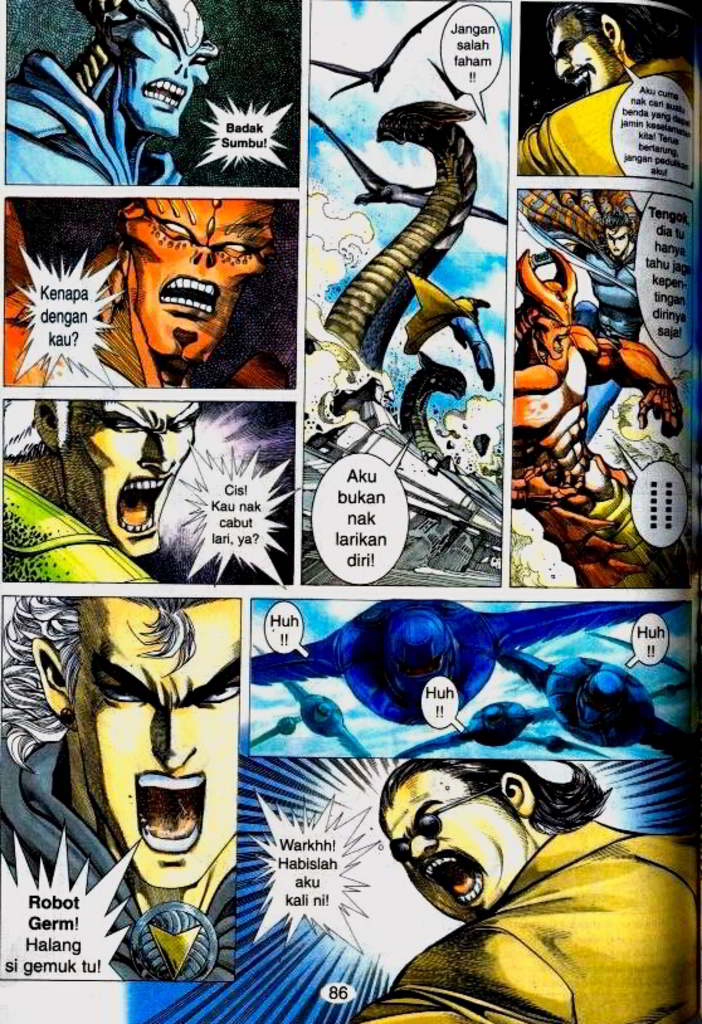 Badak
Sumbu!
Kenapa
dengan
kau?
Cis!
Kau nak
cabut
lari, ya?
Jangan
salah
faham
!!
Aku
bukan
nak
larikan
diri!
Aku cuma
nak cari suatu
benda yang dapat
jamin keselamatan
kita! Terus
bertarung,
jangan pedulikan
aku!
Tengok,
dia tu
hanya
tahu jaga
kepen-
tingan
dirinya
saja!
Robot
Germ!
Halang
si gemuk tu!
Huh
!!
Huh
!!
Huh
!!
Warkhh!
Habislah
aku
kali ni!
86